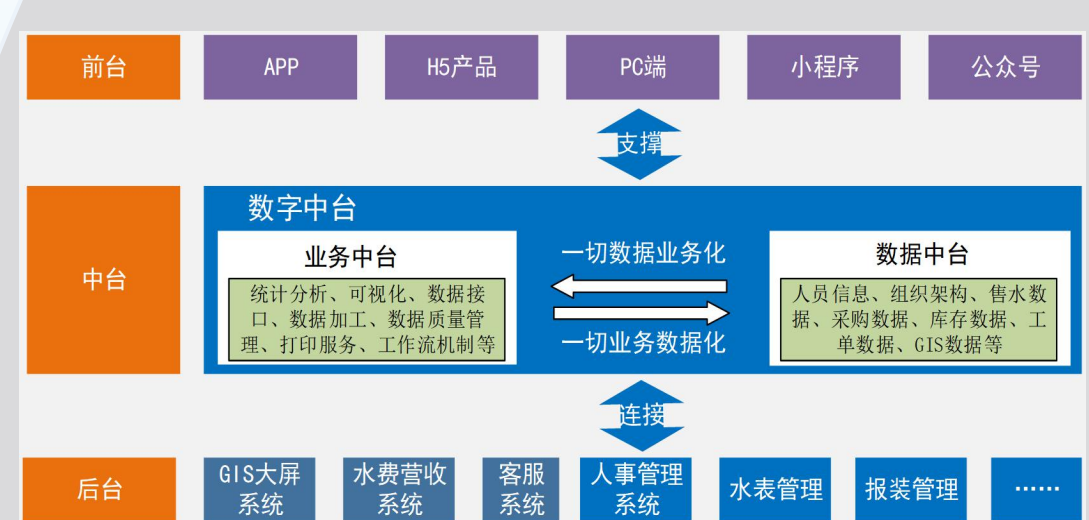 前台
APP
H5产品
PC端
小程序
公众号
支撑
中台
数字中台
业务中台
统计分析、可视化、数据接
口、数据加工、数据质量管
理、打印服务、工作流机制等
一切数据业务化
一切业务数据化
数据中台
人员信息、组织架构、售水数
据、采购数据、库存数据、工
单数据、GIS数据等
连接
后台
GIS大屏
系统
水费营收
系统
客服
系统
人事管理
系统
水表管理
报装管理
……